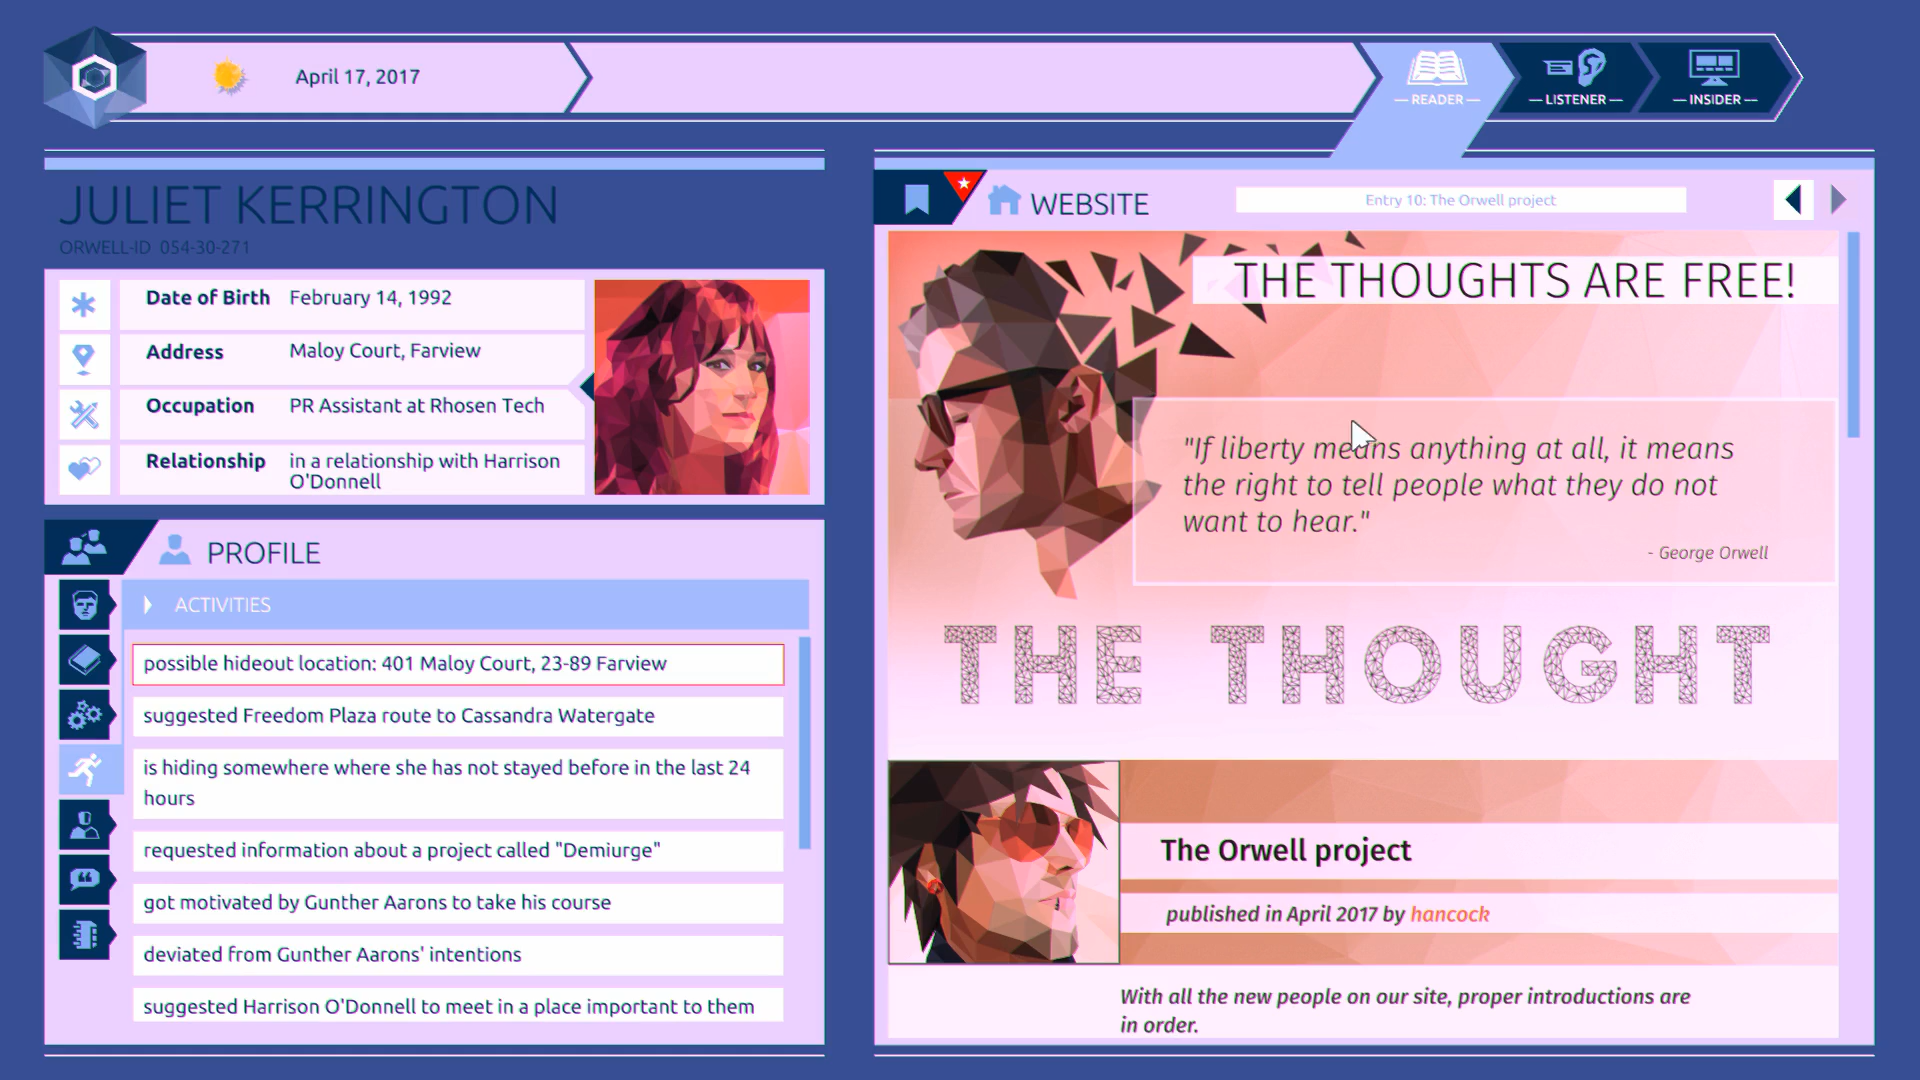 April 17, 2017
READER
LISTENER
INSIDER
JULIET KERRINGTON
ORWELL-ID 054-30-271
Date of Birth February 14, 1992
Address Maloy Court, Farview
Occupation PR Assistant at Rhosen Tech
Relationship in a relationship with Harrison
O'Donnell
PROFILE
ACTIVITIES
possible hideout location: 401 Maloy Court, 23-89 Farview
suggested Freedom Plaza route to Cassandra Watergate
is hiding somewhere where she has not stayed before in the last 24
hours
requested information about a project called "Demiurge"
got motivated by Gunther Aarons to take his course
deviated from Gunther Aarons' intentions
suggested Harrison O'Donnell to meet in a place important to them
WEBSITE
Entry 10: The Orwell project
THE THOUGHTS ARE FREE!
"If liberty means anything at all, it means
the right to tell people what they do not
want to hear."
- George Orwell
THE THOUGHT
The Orwell project
published in April 2017 by hancock
With all the new people on our site, proper introductions are
in order.